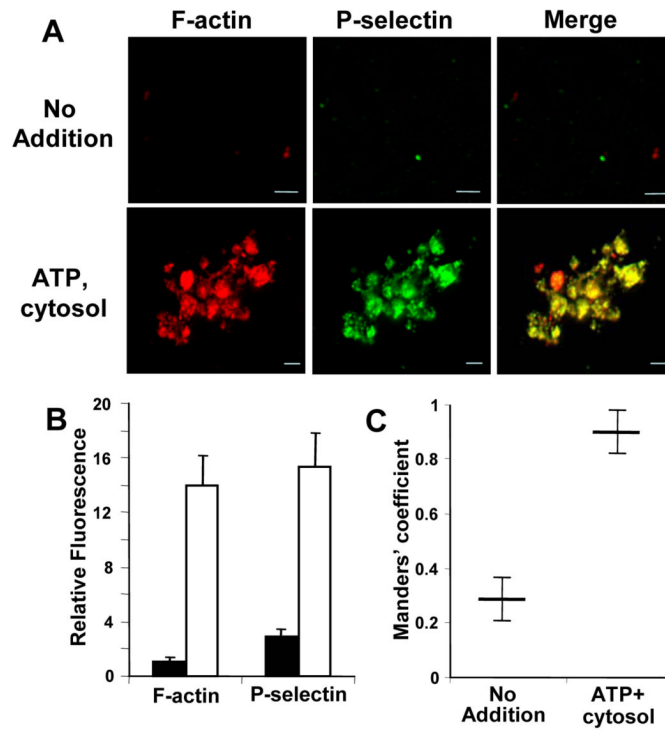 A
F-actin P-selectin Merge
No
Addition
ATP,
cytosol
B
Relative Fluorescence
20
16
12
8
4
0
F-actin P-selectin
C
Manders’ coefficient
1
0.8
0.6
0.4
0.2
0
No ATP+
Addition cytosol